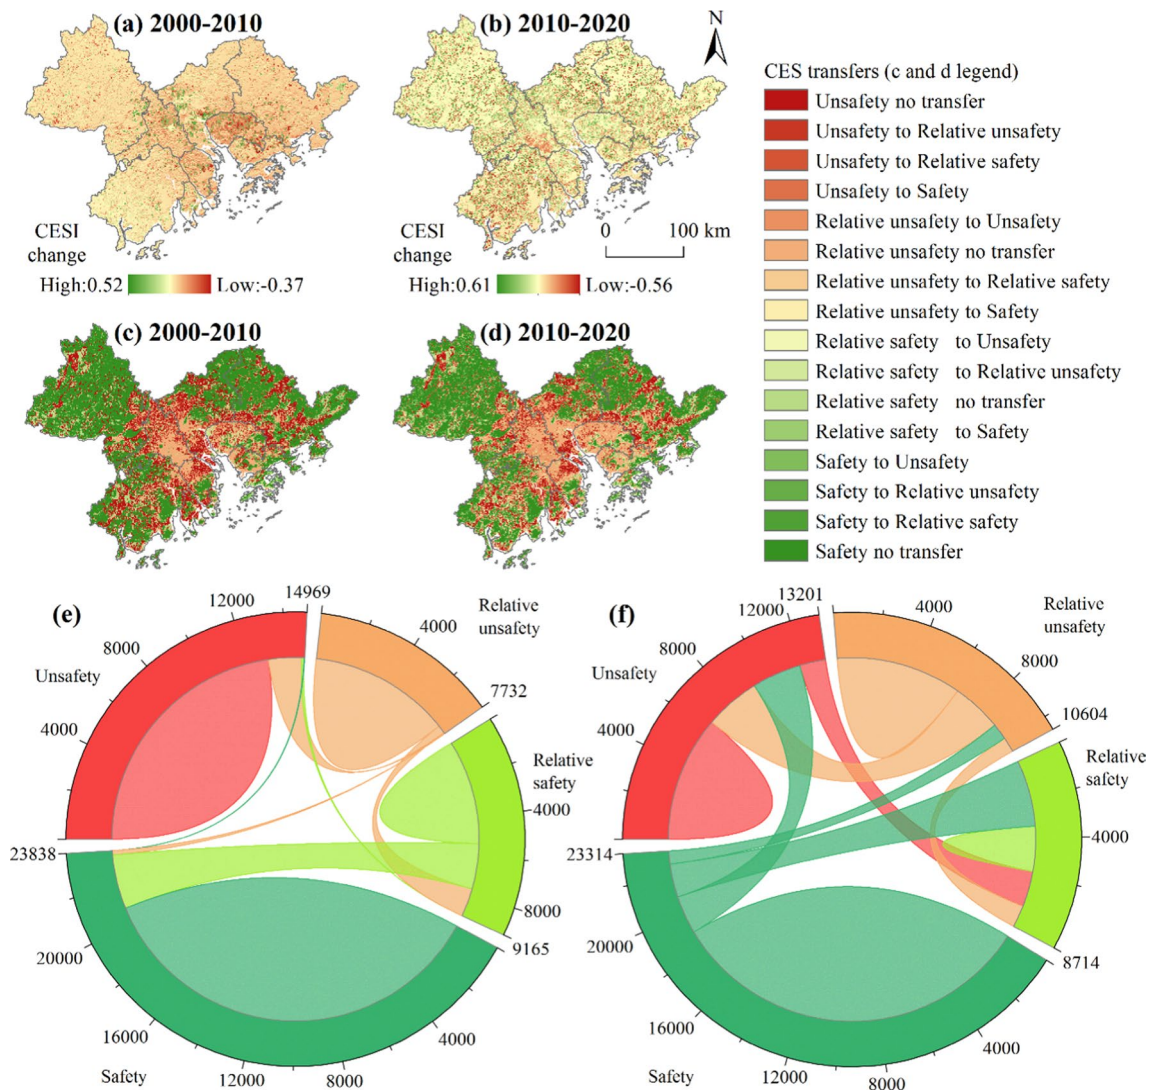 (a) 2000-2010
(b) 2010-2020
N
CESI
change
High:0.52
Low:-0.37
CESI
change
High:0.61
Low:-0.56
0
100 km
CES transfers (c and d legend)
Unsafety no transfer
Unsafety to Relative unsafety
Unsafety to Relative safety
Unsafety to Safety
Relative unsafety to Unsafety
Relative unsafety no transfer
Relative unsafety to Relative safety
Relative unsafety to Safety
Relative safety to Unsafety
Relative safety to Relative unsafety
Relative safety no transfer
Relative safety to Safety
Safety to Unsafety
Safety to Relative unsafety
Safety to Relative safety
Safety no transfer
(c) 2000-2010
(d) 2010-2020
(e)
Unsafety
4000
8000
12000
14969
Relative
unsafety
4000
7732
Relative
safety
4000
8000
9165
Safety
4000
8000
12000
16000
20000
23838
(f)
Unsafety
4000
8000
12000
13201
Relative
unsafety
4000
8000
10604
Relative
safety
4000
8714
Safety
4000
8000
12000
16000
20000
23314